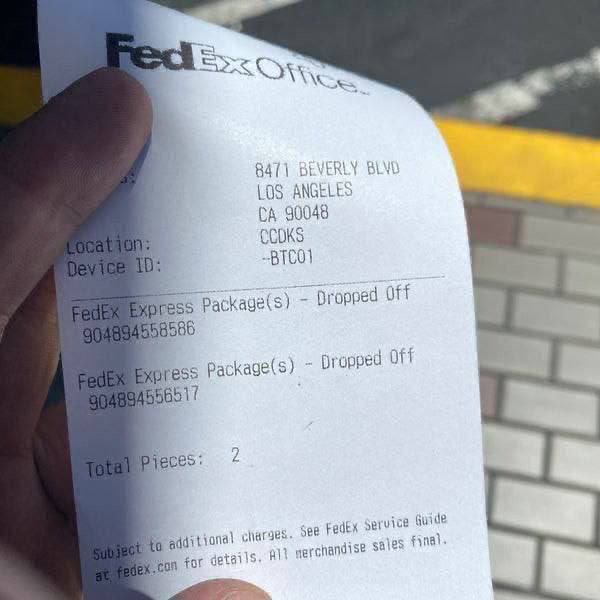 FedEx Office
8471 BEVERLY BLVD
LOS ANGELES
CA 90048
Location: CCDKS
Device ID: -BTC01
FedEx Express Package(s) - Dropped Off
904894558586
FedEx Express Package(s) - Dropped Off
904894556517
Total Pieces: 2
Subject to additional charges. See FedEx Service Guide
at fedex.com for details. All merchandise sales final.